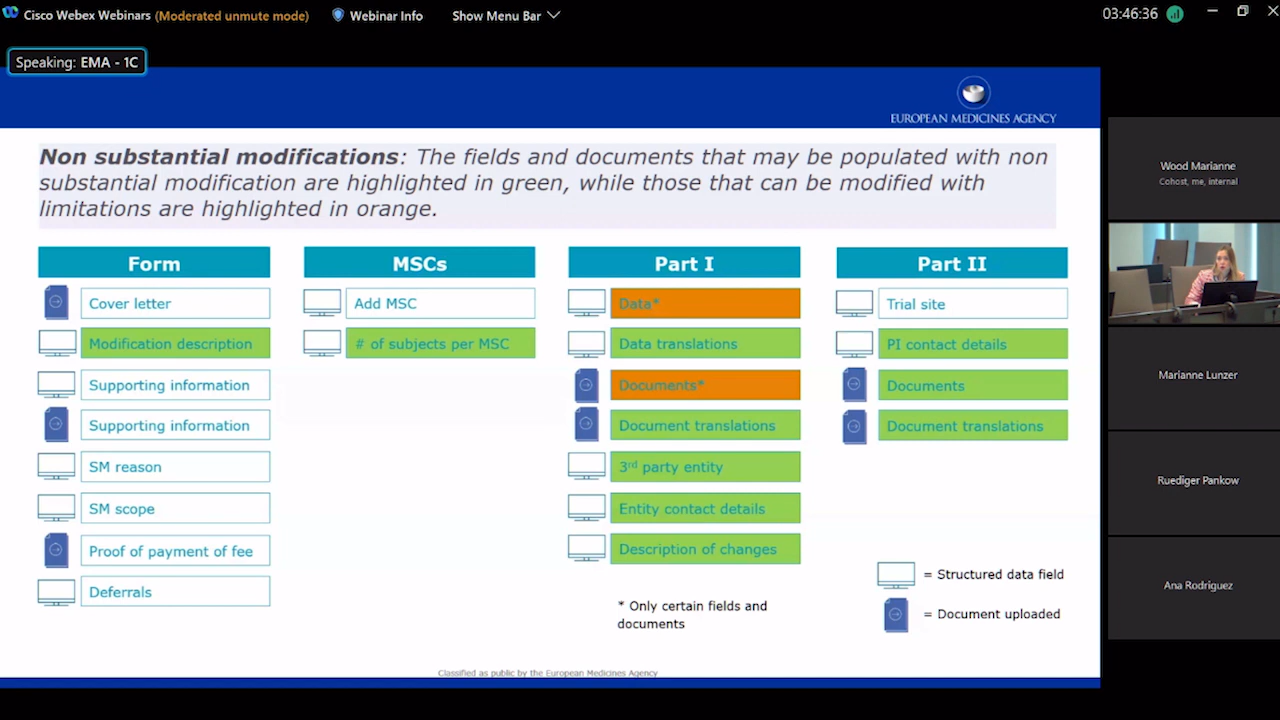 Cisco Webex Webinars (Moderated unmute mode) Webinar Info Show Menu Bar 03:46:36
Speaking: EMA - 1C
EUROPEAN MEDICINES AGENCY
Non substantial modifications: The fields and documents that may be populated with non
substantial modification are highlighted in green, while those that can be modified with
limitations are highlighted in orange.
Form
Cover letter
Modification description
Supporting information
Supporting information
SM reason
SM scope
Proof of payment of fee
Deferrals
MSCs
Add MSC
# of subjects per MSC
Part I
Data*
Data translations
Documents*
Document translations
3rd party entity
Entity contact details
Description of changes
* Only certain fields and
documents
Part II
Trial site
PI contact details
Documents
Document translations
= Structured data field
= Document uploaded
Classified as public by the European Medicines Agency
Wood Marianne
Cohost, me, internal
Marianne Lunzer
Ruediger Pankow
Ana Rodriguez